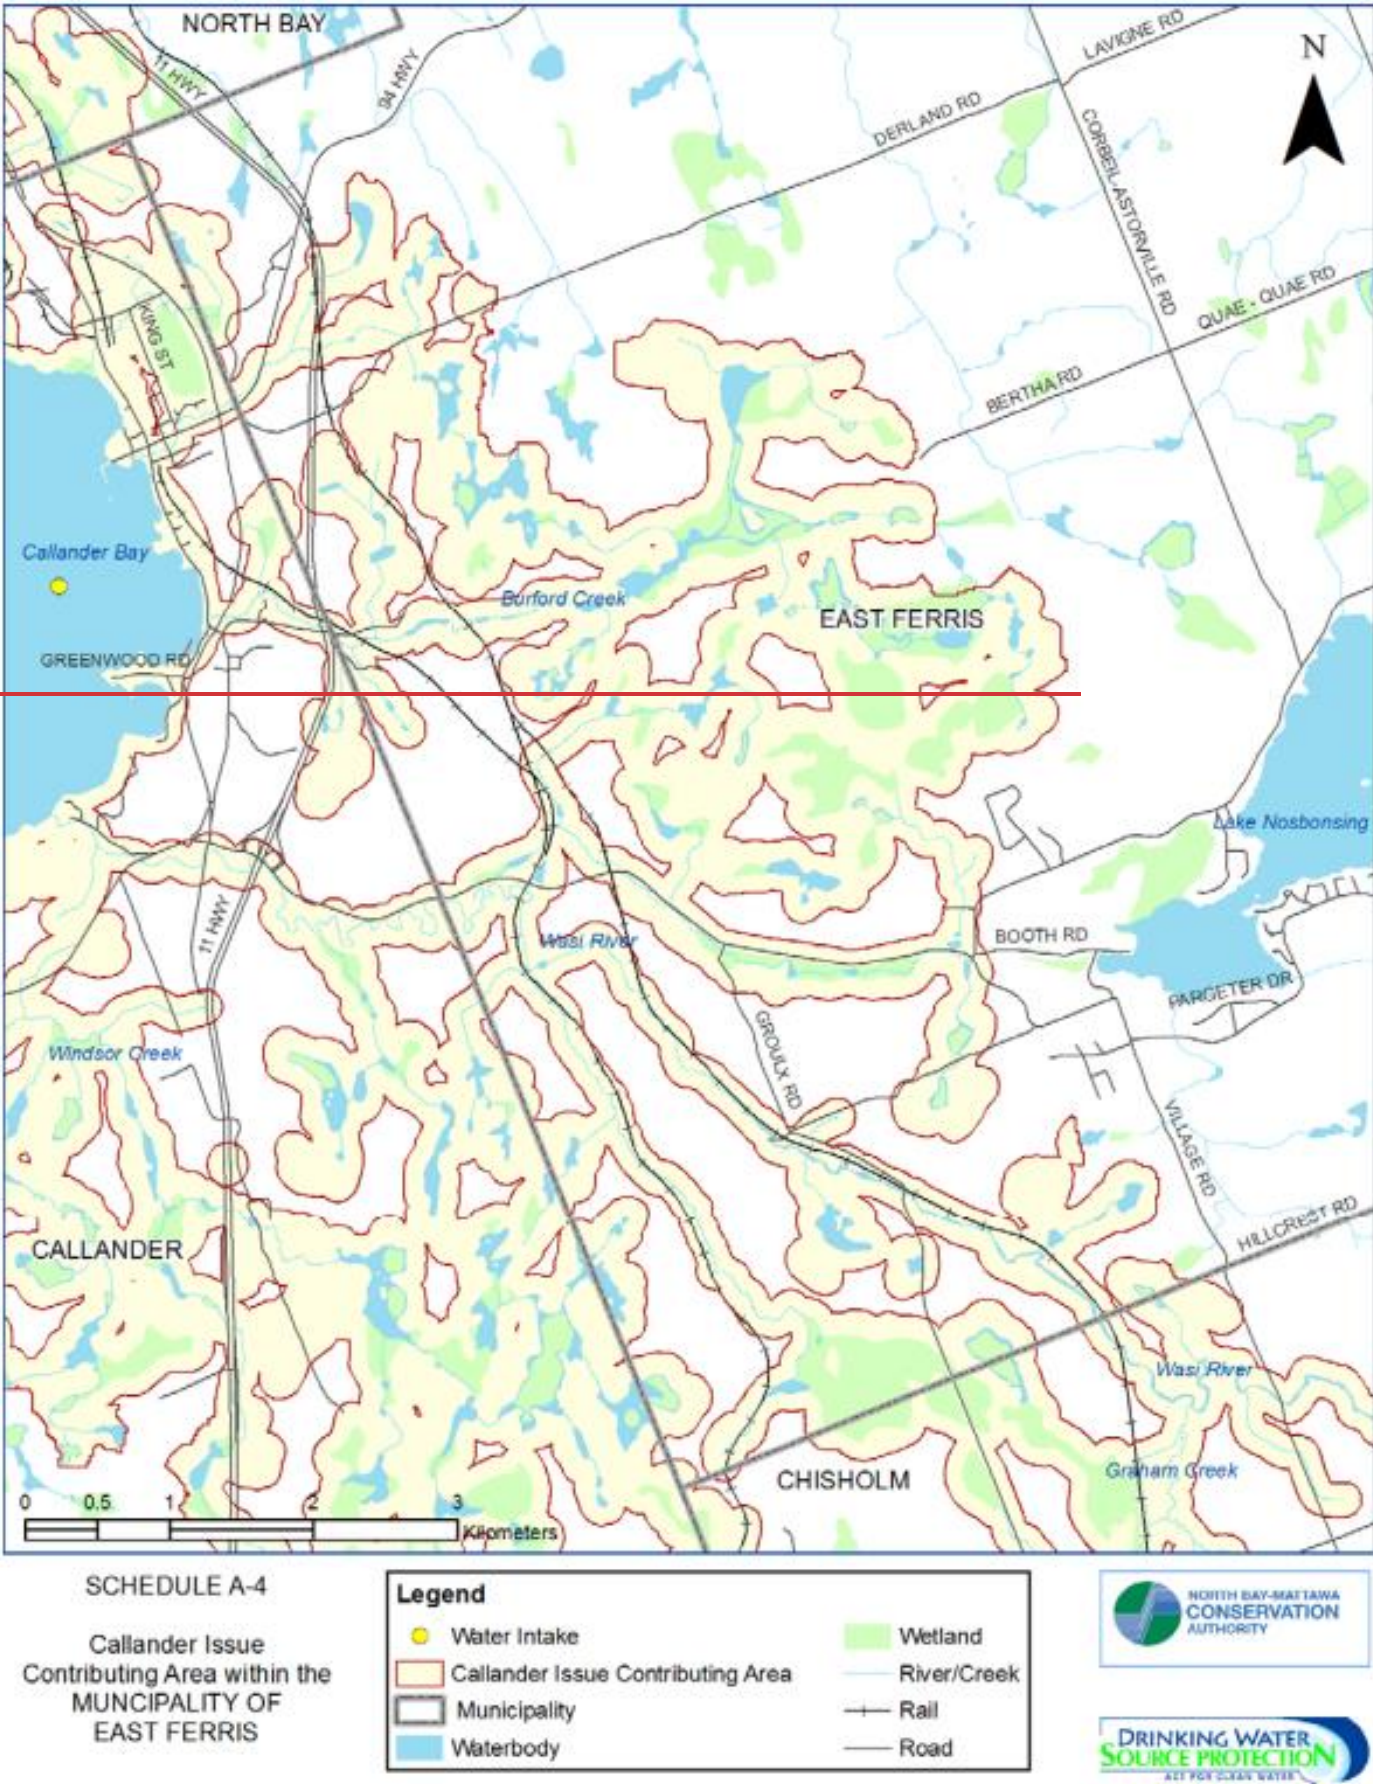 NORTH BAY
11 HWY
94 HWY
LAVIGNE RD
N
DERLAND RD
CORBEIL-ASTORVILLE RD
QUAE - QUAE RD
KING ST
BERTHA RD
Callander Bay
Burford Creek
EAST FERRIS
GREENWOOD RD
Lake Nosbonsing
11 HWY
Wasi River
BOOTH RD
PARGETER DR
GROULX RD
Windsor Creek
VILLAGE RD
HILLCREST RD
CALLANDER
Wasi River
CHISHOLM
Graham Creek
0 0.5 1 2 3
Kilometers
SCHEDULE A-4
Callander Issue
Contributing Area within the
MUNCIPALITY OF
EAST FERRIS
Legend
Water Intake
Callander Issue Contributing Area
Municipality
Waterbody
Wetland
River/Creek
Rail
Road
NORTH BAY-MATTAWA
CONSERVATION
AUTHORITY
DRINKING WATER
SOURCE PROTECTION
ACT FOR CLEAN WATER